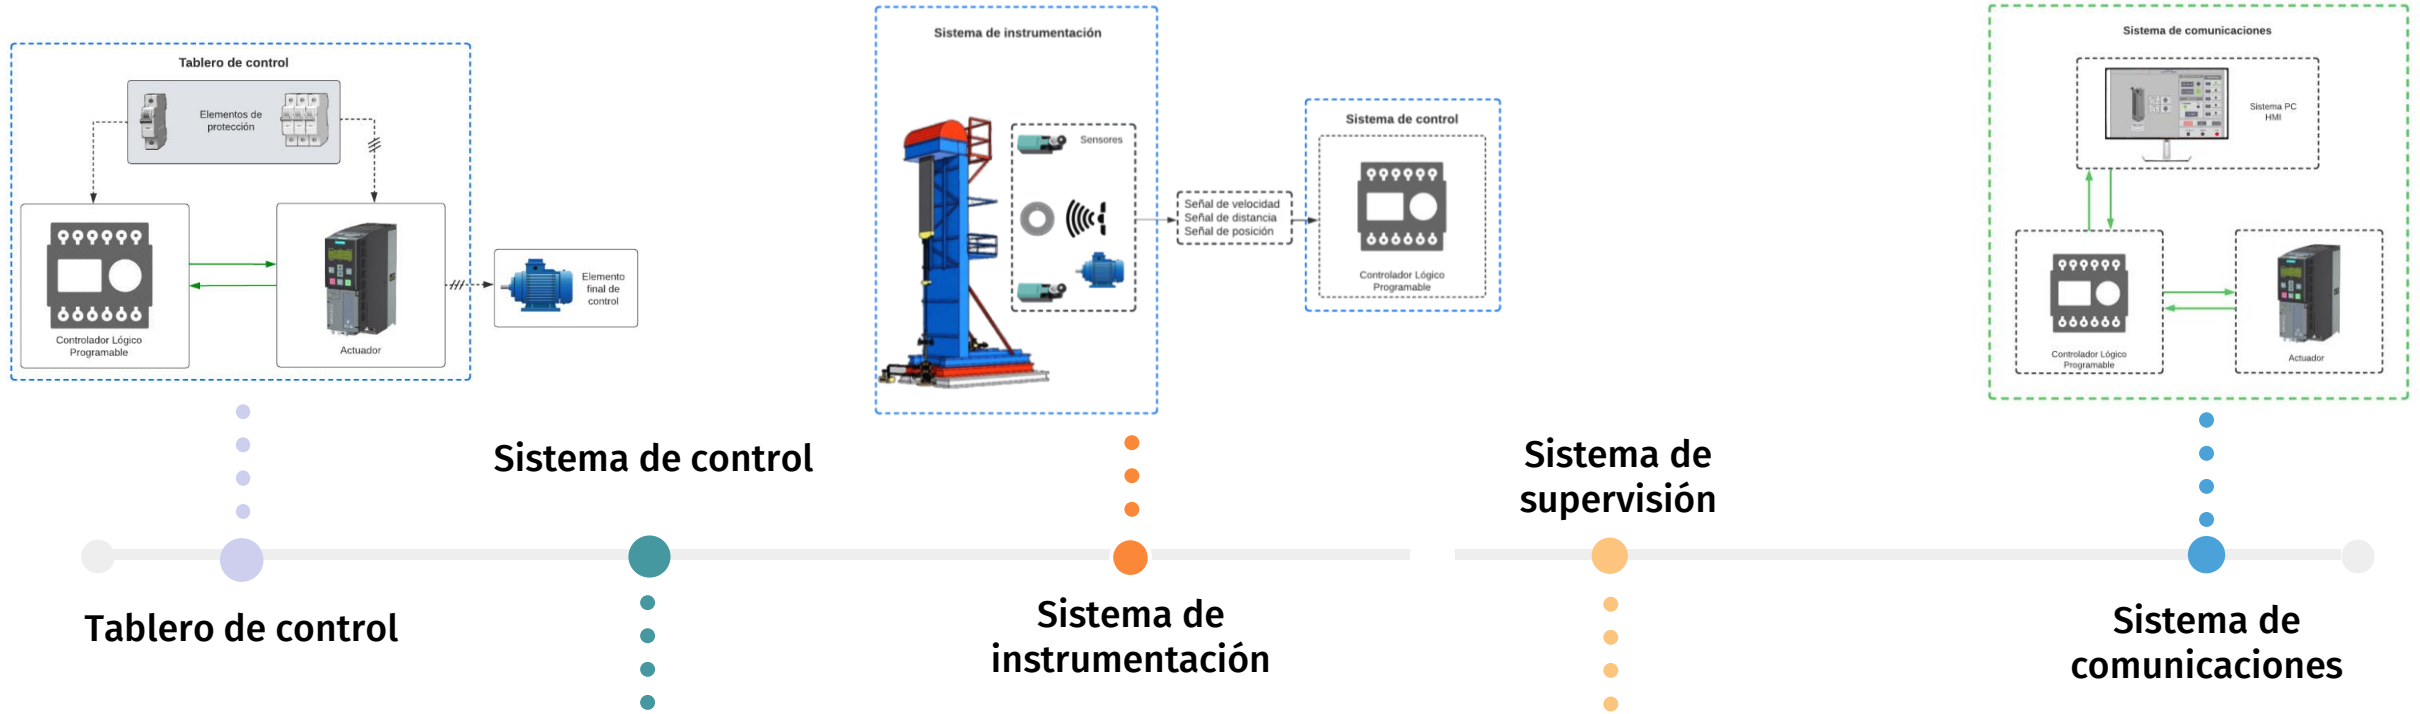 Tablero de control
Elementos de
protección
Controlador Lógico
Programable
Actuador
Elemento
final de
control
Sistema de instrumentación
Sensores
Señal de velocidad
Señal de distancia
Señal de posición
Sistema de control
Controlador Lógico
Programable
Sistema de comunicaciones
Sistema PC
HMI
Controlador Lógico
Programable
Actuador
Tablero de control
Sistema de control
Sistema de
instrumentación
Sistema de
supervisión
Sistema de
comunicaciones